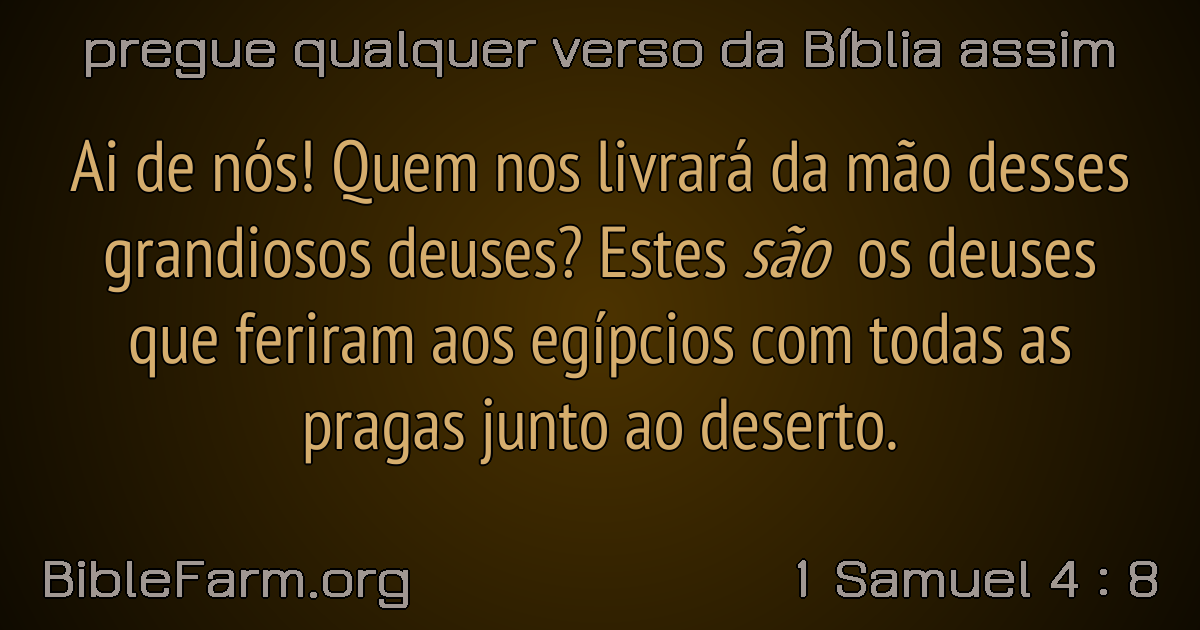 pregue qualquer verso da Bíblia assim
Ai de nós! Quem nos livrará da mão desses
grandiosos deuses? Estes são os deuses
que feriram aos egípcios com todas as
pragas junto ao deserto.
BibleFarm.org
1 Samuel 4 : 8